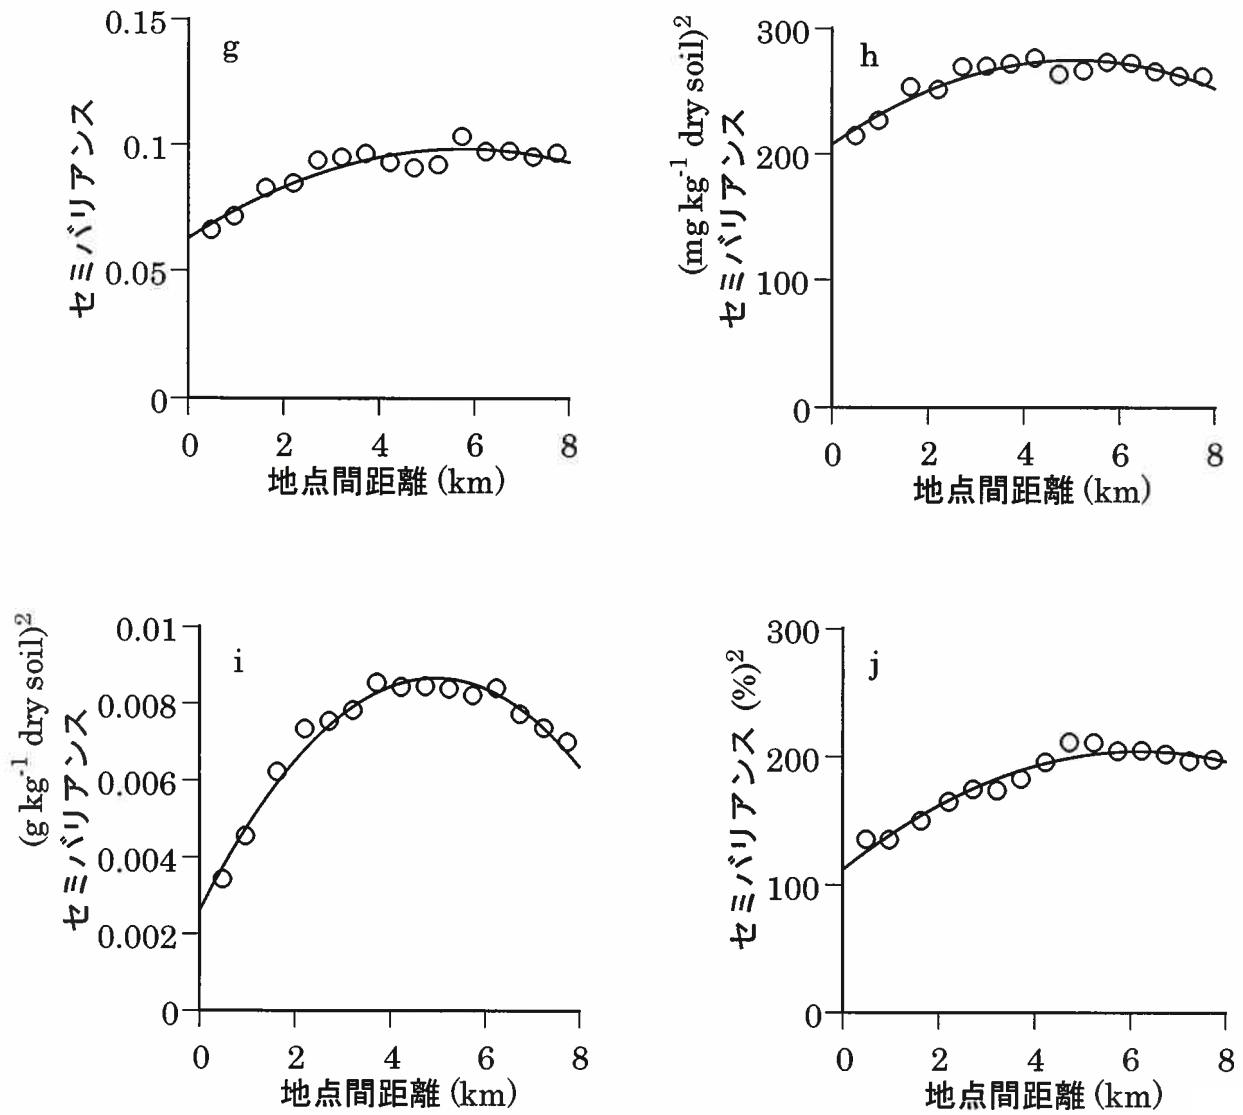 g
セミバリアンス
0.15
0.1
0.05
0
0 2 4 6 8
地点間距離 (km)
h
(mg kg-1 dry soil)2
セミバリアンス
300
200
100
0
0 2 4 6 8
地点間距離 (km)
i
(g kg-1 dry soil)2
セミバリアンス
0.01
0.008
0.006
0.004
0.002
0
0 2 4 6 8
地点間距離 (km)
j
セミバリアンス (%)2
300
200
100
0
0 2 4 6 8
地点間距離 (km)